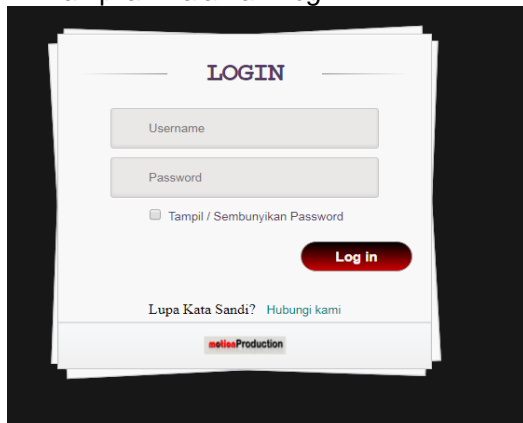 LOGIN
Username
Password
Tampil / Sembunyikan Password
Log in
Lupa Kata Sandi? Hubungi kami
motionProduction